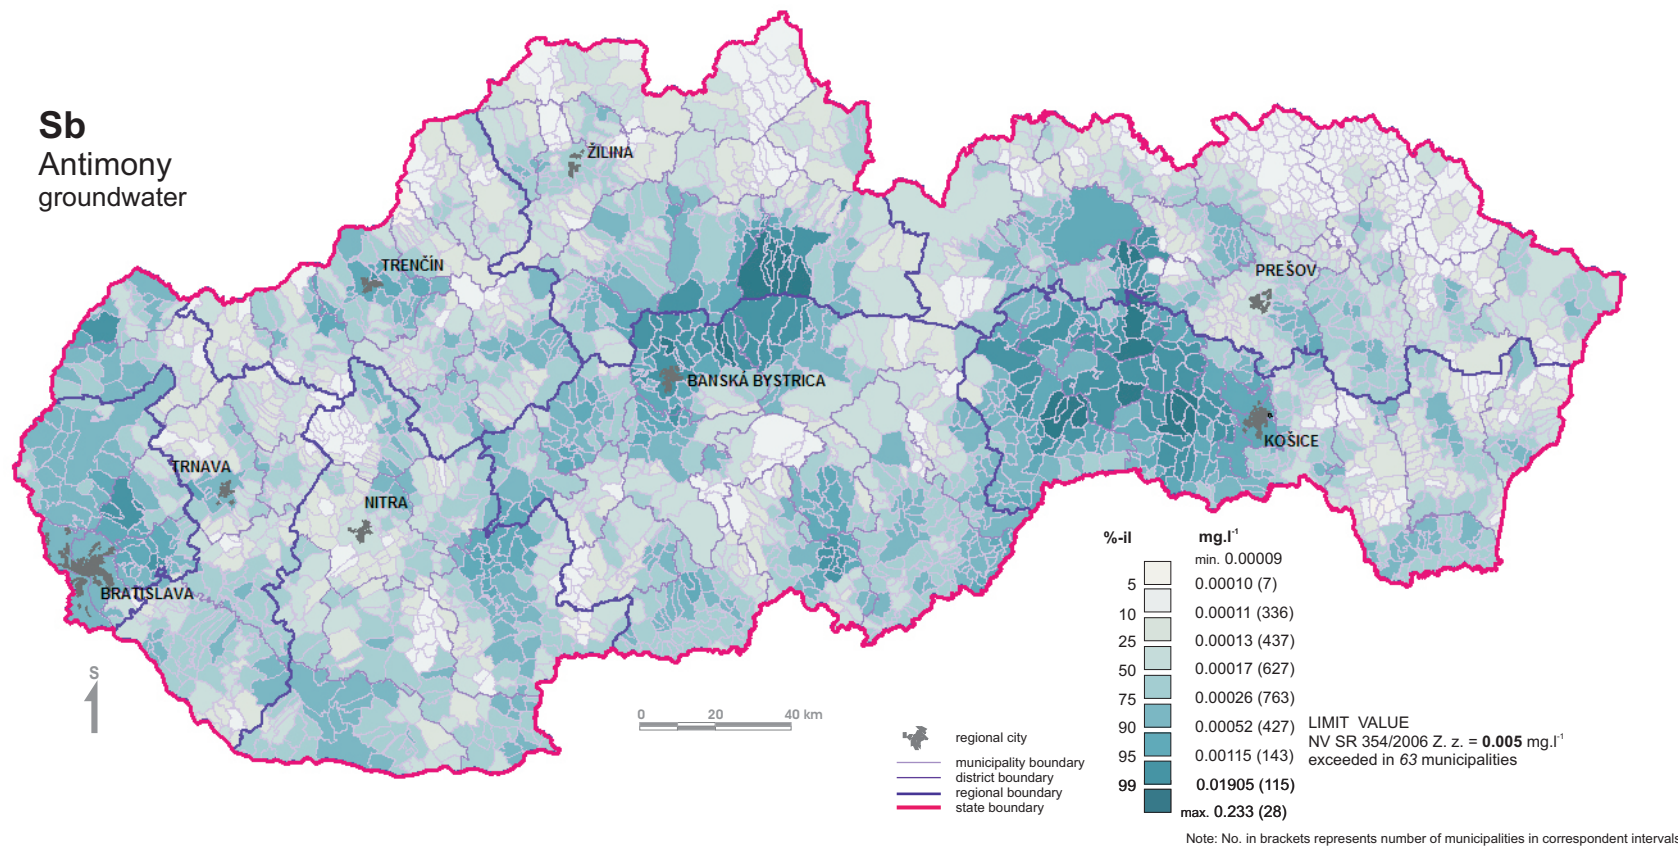 Sb
Antimony
groundwater
ŽILINA
TRENČÍN
PREŠOV
BANSKÁ BYSTRICA
KOŠICE
TRNAVA
NITRA
BRATISLAVA
S
0 20 40 km
regional city
municipality boundary
district boundary
regional boundary
state boundary
%-il mg.l⁻¹
min. 0.00009
5 0.00010 (7)
10 0.00011 (336)
25 0.00013 (437)
50 0.00017 (627)
75 0.00026 (763)
90 0.00052 (427)
95 0.00115 (143)
99 0.01905 (115)
max. 0.233 (28)
LIMIT VALUE
NV SR 354/2006 Z. z. = 0.005 mg.l⁻¹
exceeded in 63 municipalities
Note: No. in brackets represents number of municipalities in correspondent intervals